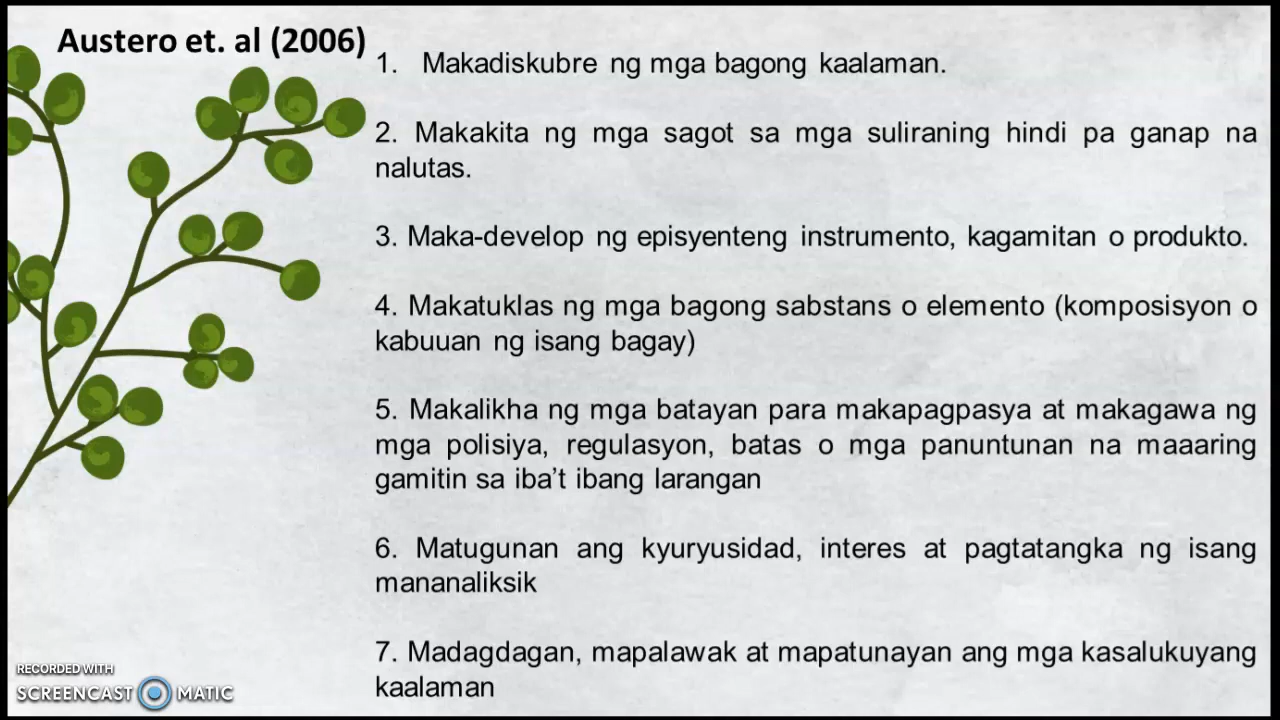 Austero et. al (2006)
1. Makadiskubre ng mga bagong kaalaman.
2. Makakita ng mga sagot sa mga suliraning hindi pa ganap na
nalutas.
3. Maka-develop ng episyenteng instrumento, kagamitan o produkto.
4. Makatuklas ng mga bagong sabstans o elemento (komposisyon o
kabuuan ng isang bagay)
5. Makalikha ng mga batayan para makapagpasya at makagawa ng
mga polisiya, regulasyon, batas o mga panuntunan na maaaring
gamitin sa iba’t ibang larangan
6. Matugunan ang kyuryusidad, interes at pagtatangka ng isang
mananaliksik
7. Madagdagan, mapalawak at mapatunayan ang mga kasalukuyang
kaalaman
RECORDED WITH
SCREENCAST MATIC